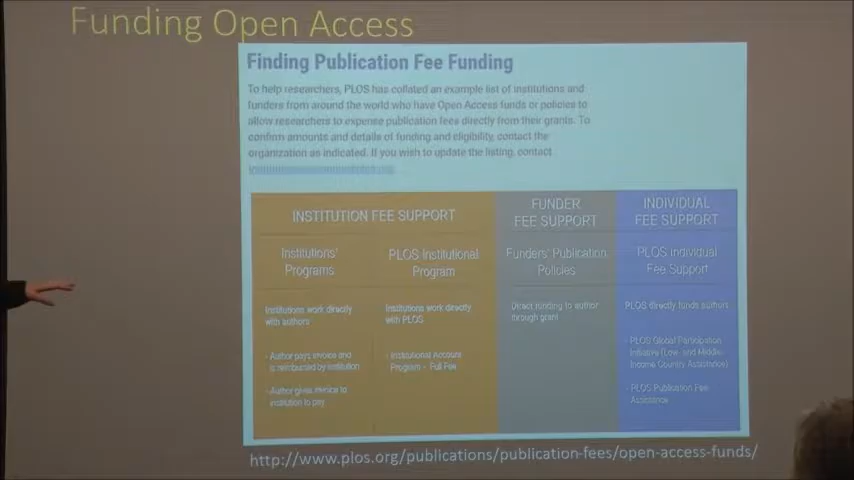 Funding Open Access
Finding Publication Fee Funding
To help researchers, PLOS has collated an example list of institutions and
funders from around the world who have Open Access funds or policies to
allow researchers to expense publication fees directly from their grants. To
confirm amounts and details of funding and eligibility, contact the
organization as indicated. If you wish to update the listing, contact
INSTITUTION FEE SUPPORT
Institutions'
Programs
Institutions work directly
with authors
- Author pays invoice and
is reimbursed by institution
- Author gives invoice to
institution to pay
PLOS Institutional
Program
Institutions work directly
with PLOS
- Institutional Account
Program - Full Fee
FUNDER
FEE SUPPORT
Funders' Publication
Policies
Direct funding to author
through grant
INDIVIDUAL
FEE SUPPORT
PLOS Individual
Fee Support
PLOS directly funds authors
- PLOS Global Participation
Initiative (Low- and Middle-
Income Country Assistance)
- PLOS Publication Fee
Assistance
http://www.plos.org/publications/publication-fees/open-access-funds/